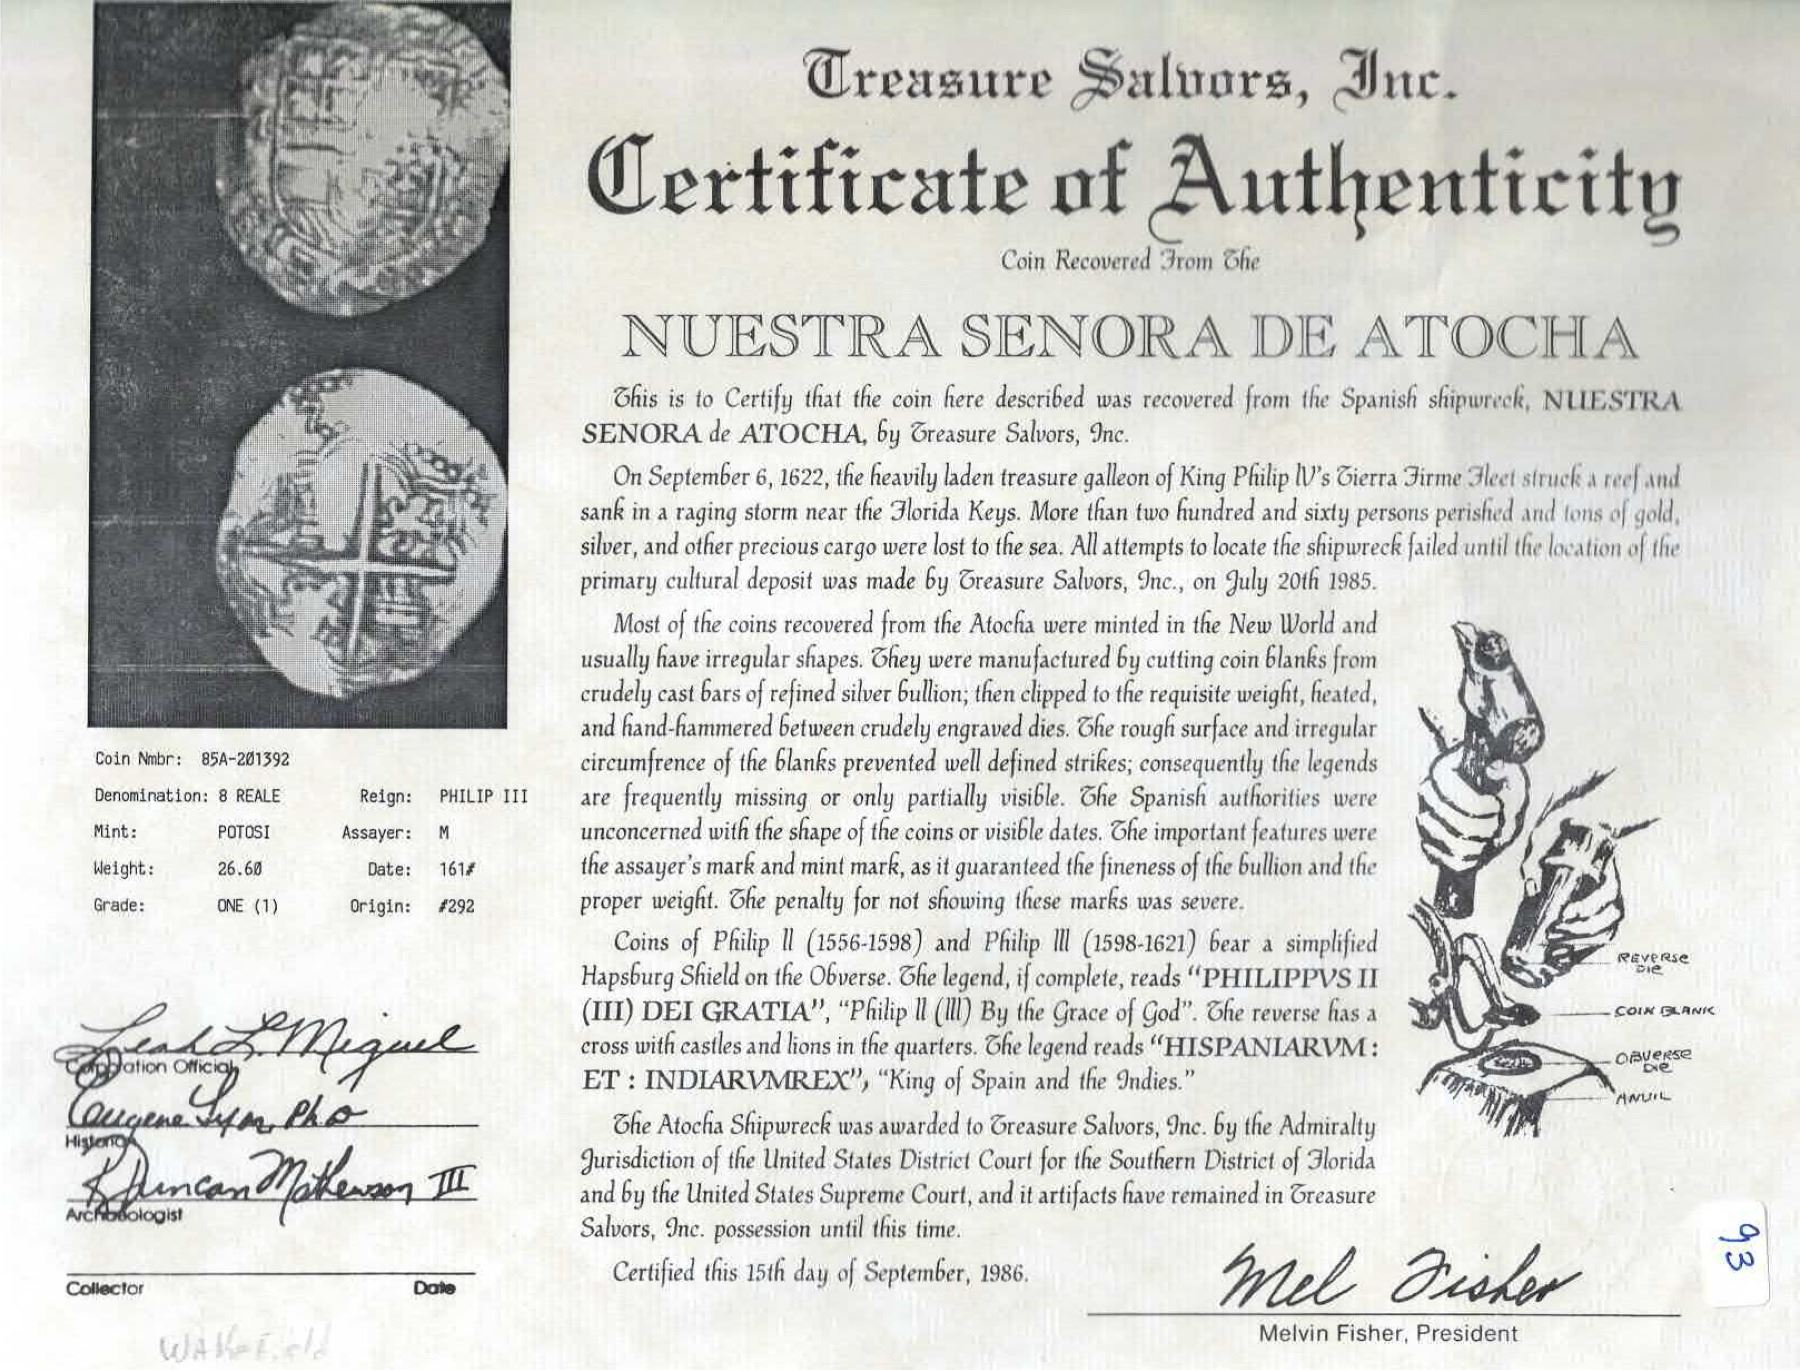 Treasure Salvors, Inc.
Certificate of Authenticity
Coin Recovered From The
NUESTRA SENORA DE ATOCHA
This is to Certify that the coin here described was recovered from the Spanish shipwreck, NUESTRA
SENORA de ATOCHA, by Treasure Salvors, Inc.
On September 6, 1622, the heavily laden treasure galleon of King Philip IV's Tierra Firme Fleet struck a reef and
sank in a raging storm near the Florida Keys. More than two hundred and sixty persons perished and tons of gold,
silver, and other precious cargo were lost to the sea. All attempts to locate the shipwreck failed until the location of the
primary cultural deposit was made by Treasure Salvors, Inc., on July 20th 1985.
Most of the coins recovered from the Atocha were minted in the New World and
usually have irregular shapes. They were manufactured by cutting coin blanks from
crudely cast bars of refined silver bullion; then clipped to the requisite weight, heated,
and hand-hammered between crudely engraved dies. The rough surface and irregular
circumfrence of the blanks prevented well defined strikes; consequently the legends
are frequently missing or only partially visible. The Spanish authorities were
unconcerned with the shape of the coins or visible dates. The important features were
the assayer's mark and mint mark, as it guaranteed the fineness of the bullion and the
proper weight. The penalty for not showing these marks was severe.
Coins of Philip II (1556-1598) and Philip III (1598-1621) bear a simplified
Hapsburg Shield on the Obverse. The legend, if complete, reads "PHILIPPVS II
(III) DEI GRATIA", "Philip II (III) By the Grace of God". The reverse has a
cross with castles and lions in the quarters. The legend reads "HISPANIARVM :
ET : INDIARVMREX", "King of Spain and the Indies."
The Atocha Shipwreck was awarded to Treasure Salvors, Inc. by the Admiralty
Jurisdiction of the United States District Court for the Southern District of Florida
and by the United States Supreme Court, and it artifacts have remained in Treasure
Salvors, Inc. possession until this time.
Certified this 15th day of September, 1986.
Mel Fisher
Melvin Fisher, President
REVERSE
DIE
COIN BLANK
OBVERSE
DIE
ANVIL
93
Coin Nmbr: 85A-201392
Denomination: 8 REALE Reign: PHILIP III
Mint: POTOSI Assayer: M
Weight: 26.60 Date: 161#
Grade: ONE (1) Origin: #292
Leah L. Miguel
Corporation Official
Eugene Lyon, PhD
Historian
R Duncan Mathewson III
Archaeologist
Collector Date
Wakefield